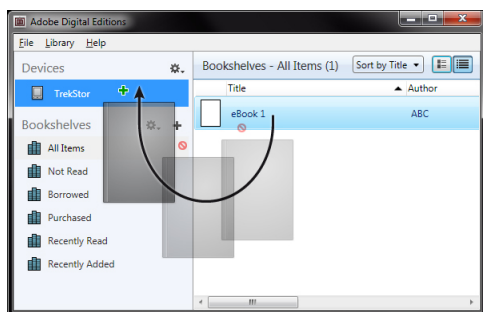 Adobe Digital Editions
File Library Help
Devices
TrekStor
Bookshelves
All Items
Not Read
Borrowed
Purchased
Recently Read
Recently Added
Bookshelves - All Items (1) Sort by Title
Title Author
eBook 1 ABC